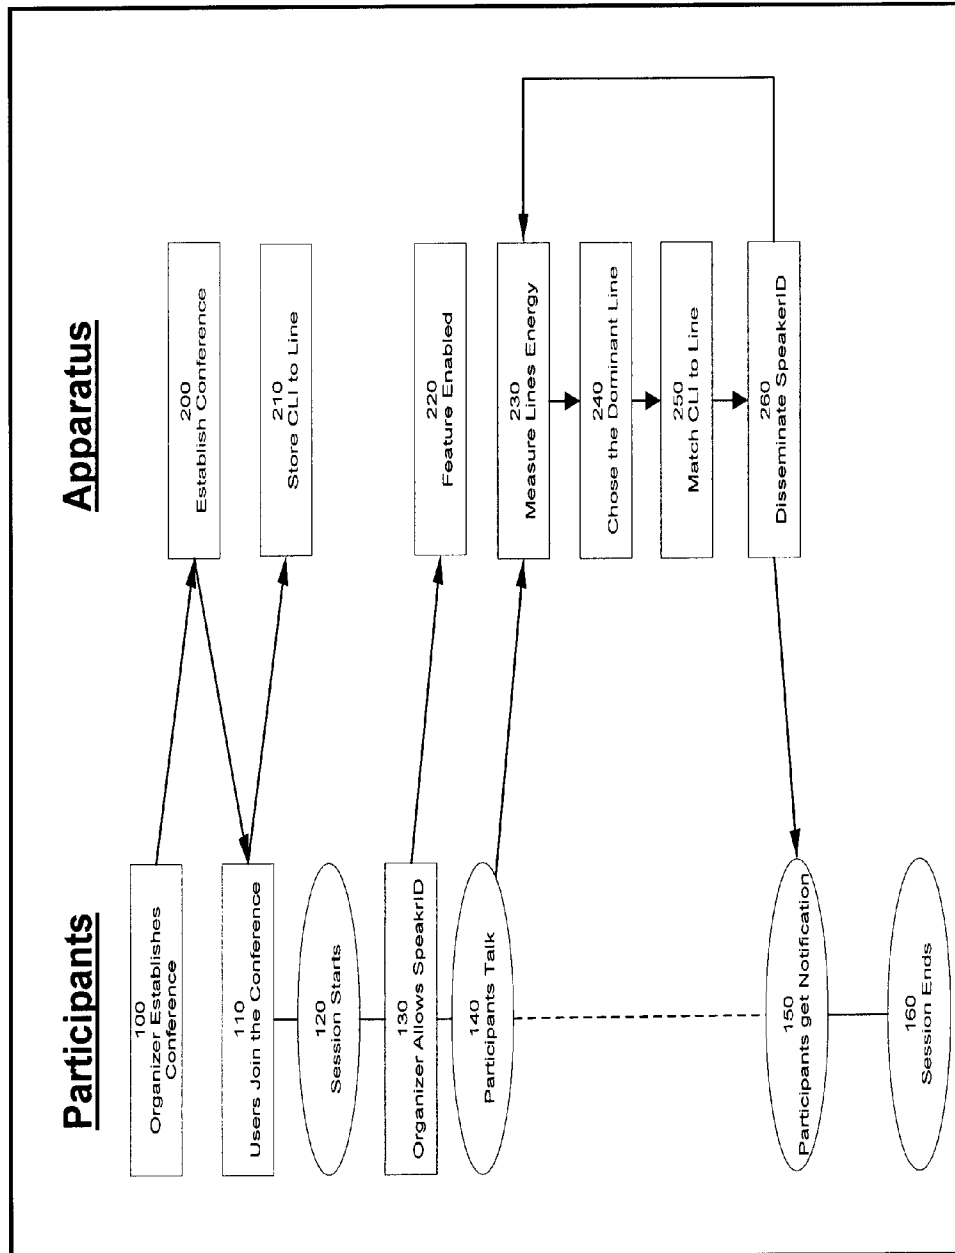 Participants
Apparatus
100
Organizer Establishes
Conference
200
Establish Conference
110
Users Join the Conference
210
Store CLI to Line
120
Session Starts
130
Organizer Allows SpeakrID
220
Feature Enabled
140
Participants Talk
230
Measure Lines Energy
240
Chose the Dominant Line
250
Match CLI to Line
260
Disseminate SpeakerID
150
Participants get Notification
160
Session Ends